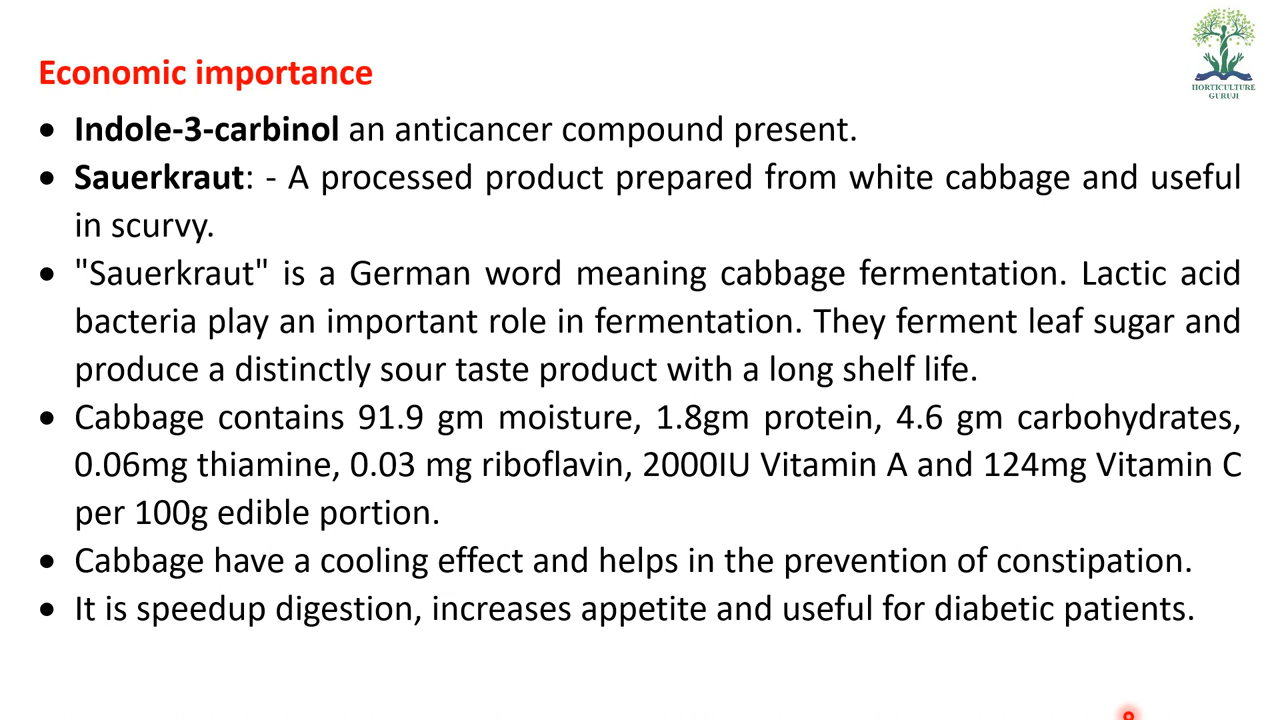 HORTICULTURE
GURUJI
Economic importance
• Indole-3-carbinol an anticancer compound present.
• Sauerkraut: - A processed product prepared from white cabbage and useful
in scurvy.
• "Sauerkraut" is a German word meaning cabbage fermentation. Lactic acid
bacteria play an important role in fermentation. They ferment leaf sugar and
produce a distinctly sour taste product with a long shelf life.
• Cabbage contains 91.9 gm moisture, 1.8gm protein, 4.6 gm carbohydrates,
0.06mg thiamine, 0.03 mg riboflavin, 2000IU Vitamin A and 124mg Vitamin C
per 100g edible portion.
• Cabbage have a cooling effect and helps in the prevention of constipation.
• It is speedup digestion, increases appetite and useful for diabetic patients.